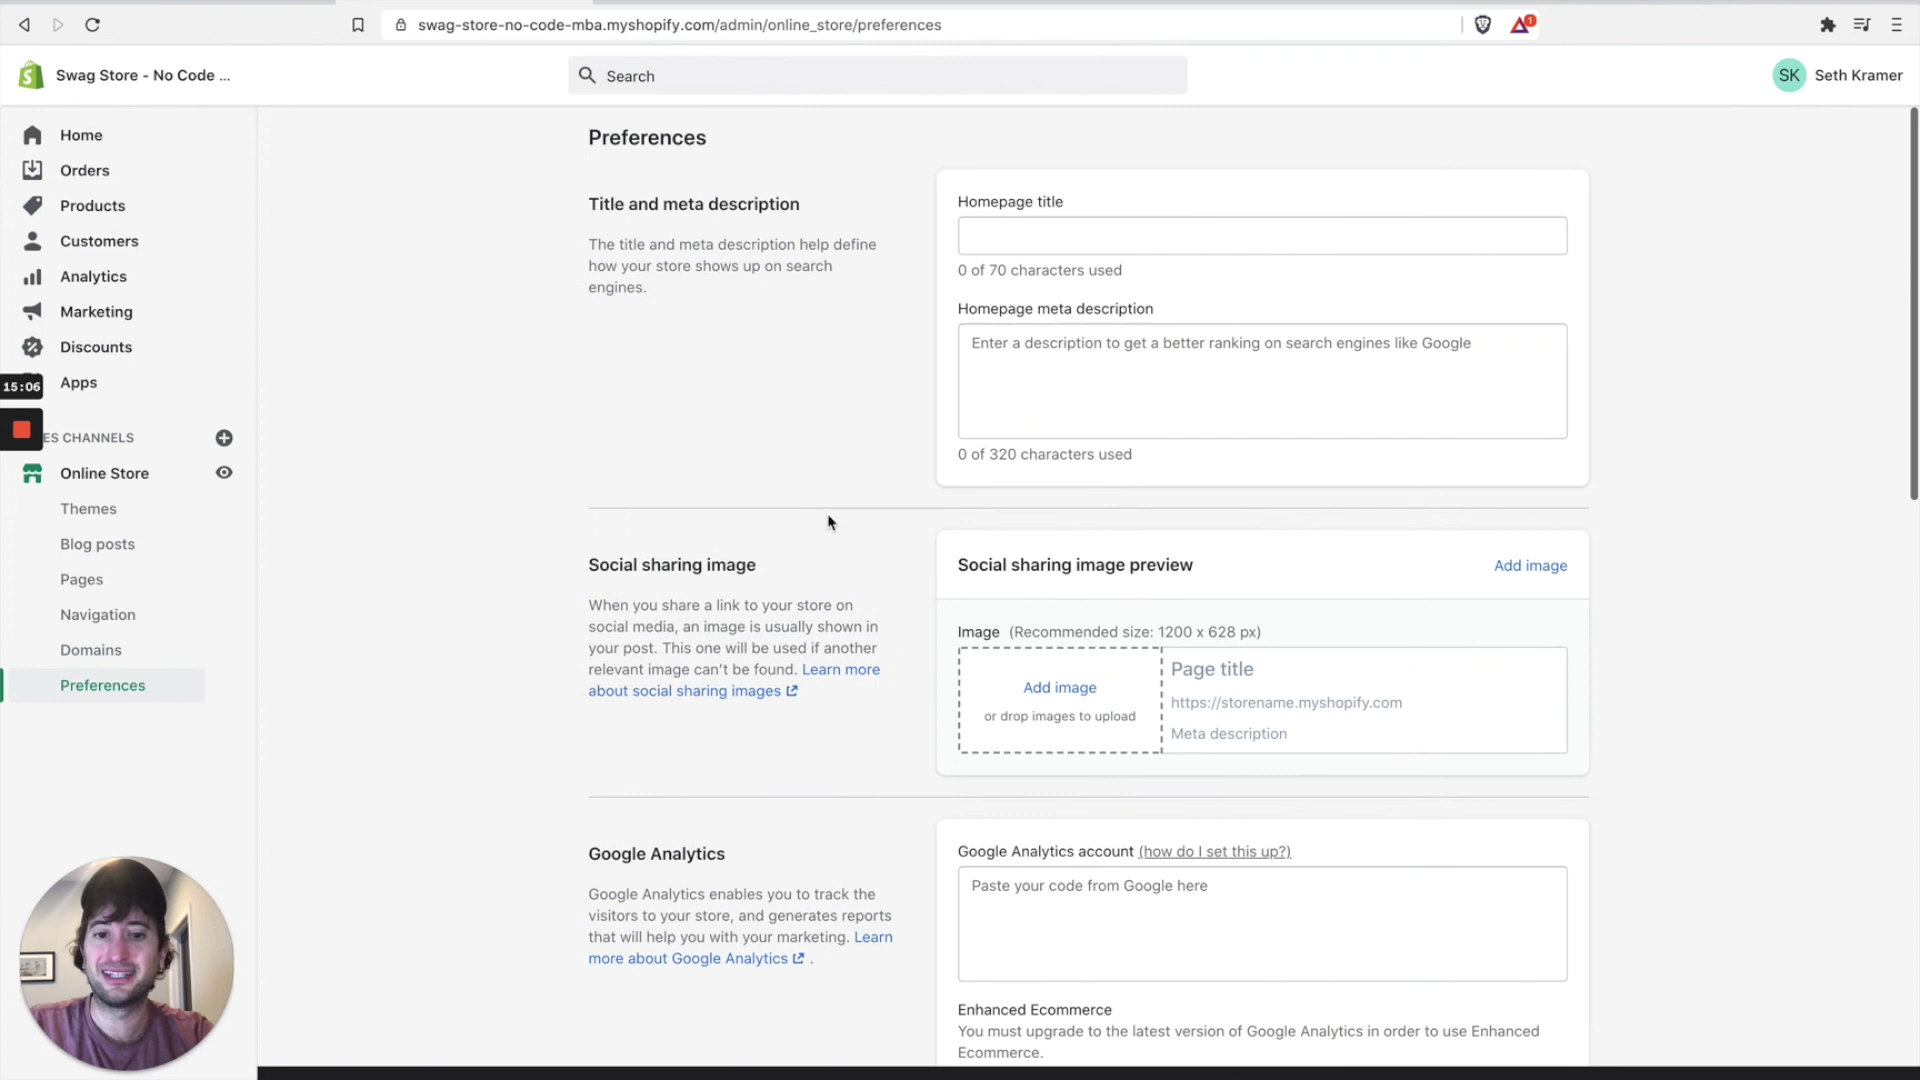 swag-store-no-code-mba.myshopify.com/admin/online_store/preferences
1
Swag Store - No Code ...
Search
SK
Seth Kramer
Home
Orders
Products
Customers
Analytics
Marketing
Discounts
Apps
15:06
ES CHANNELS
Online Store
Themes
Blog posts
Pages
Navigation
Domains
Preferences
Preferences
Title and meta description
The title and meta description help define
how your store shows up on search
engines.
Homepage title
0 of 70 characters used
Homepage meta description
Enter a description to get a better ranking on search engines like Google
0 of 320 characters used
Social sharing image
When you share a link to your store on
social media, an image is usually shown in
your post. This one will be used if another
relevant image can’t be found. Learn more
about social sharing images
Social sharing image preview
Add image
Image (Recommended size: 1200 x 628 px)
Add image
or drop images to upload
Page title
https://storename.myshopify.com
Meta description
Google Analytics
Google Analytics enables you to track the
visitors to your store, and generates reports
that will help you with your marketing. Learn
more about Google Analytics .
Google Analytics account (how do I set this up?)
Paste your code from Google here
Enhanced Ecommerce
You must upgrade to the latest version of Google Analytics in order to use Enhanced
Ecommerce.